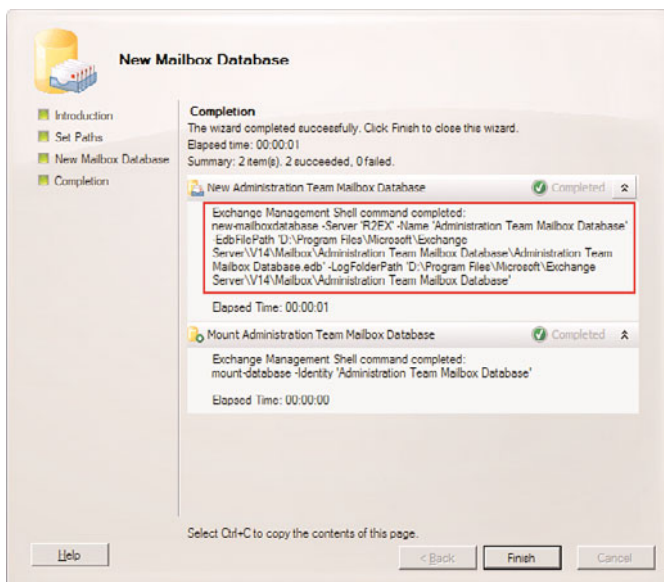 New Mailbox Database
Introduction
Set Paths
New Mailbox Database
Completion
Completion
The wizard completed successfully. Click Finish to close this wizard.
Elapsed time: 00:00:01
Summary: 2 item(s). 2 succeeded, 0 failed.
New Administration Team Mailbox Database
Completed
Exchange Management Shell command completed:
new-mailboxdatabase -Server 'R2EX' -Name 'Administration Team Mailbox Database'
-EdbFilePath 'D:\Program Files\Microsoft\Exchange
Server\V14\Mailbox\Administration Team Mailbox Database\Administration Team
Mailbox Database.edb' -LogFolderPath 'D:\Program Files\Microsoft\Exchange
Server\V14\Mailbox\Administration Team Mailbox Database'
Elapsed Time: 00:00:01
Mount Administration Team Mailbox Database
Completed
Exchange Management Shell command completed:
mount-database -Identity 'Administration Team Mailbox Database'
Elapsed Time: 00:00:00
Select Ctrl+C to copy the contents of this page.
Help
< Back
Finish
Cancel